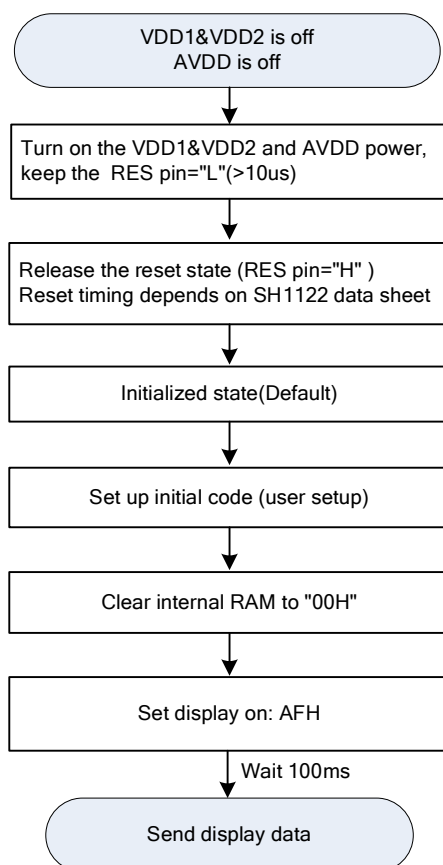 VDD1&VDD2 is off
AVDD is off
Turn on the VDD1&VDD2 and AVDD power,
keep the RES pin="L"(>10us)
Release the reset state (RES pin="H" )
Reset timing depends on SH1122 data sheet
Initialized state(Default)
Set up initial code (user setup)
Clear internal RAM to "00H"
Set display on: AFH
Wait 100ms
Send display data